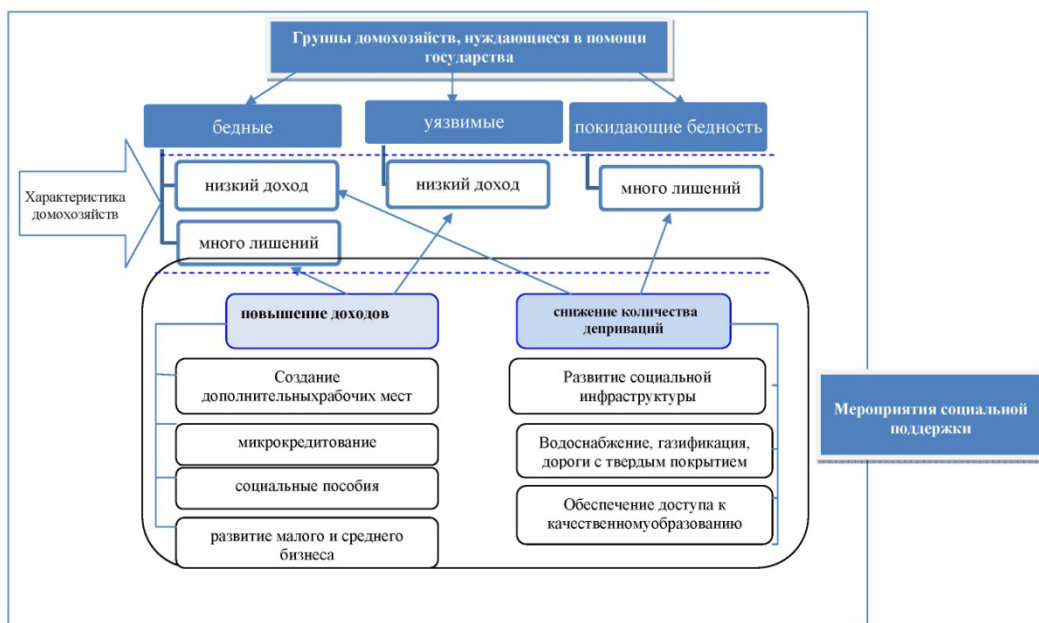 Группы домохозяйств, нуждающиеся в помощи
государства
бедные
уязвимые
покидающие бедность
Характеристика
домохозяйств
низкий доход
низкий доход
много лишений
много лишений
повышение доходов
снижение количества
деприваций
Создание
дополнительныхрабочих мест
микрокредитование
социальные пособия
развитие малого и среднего
бизнеса
Развитие социальной
инфраструктуры
Водоснабжение, газификация,
дороги с твердым покрытием
Обеспечение доступа к
качественномуобразованию
Мероприятия социальной
поддержки